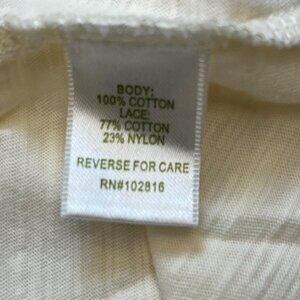 BODY:
100% COTTON
LACE:
77% COTTON
23% NYLON
REVERSE FOR CARE
RN#102816